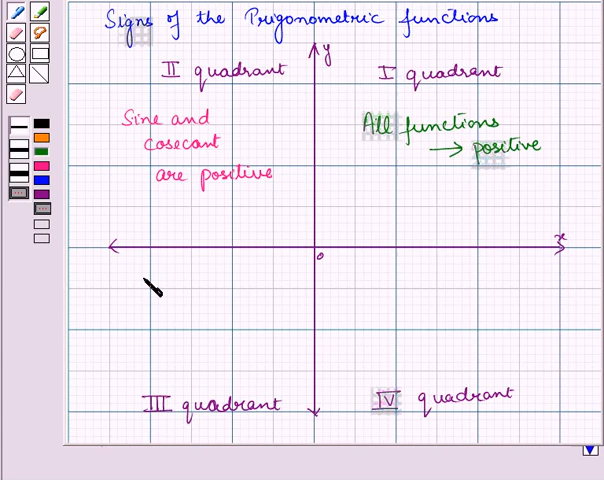 Signs of the Trigonometric functions
y
II quadrant
I quadrant
Sine and
cosecant
are positive
All functions
→ positive
x
o
III quadrant
IV quadrant